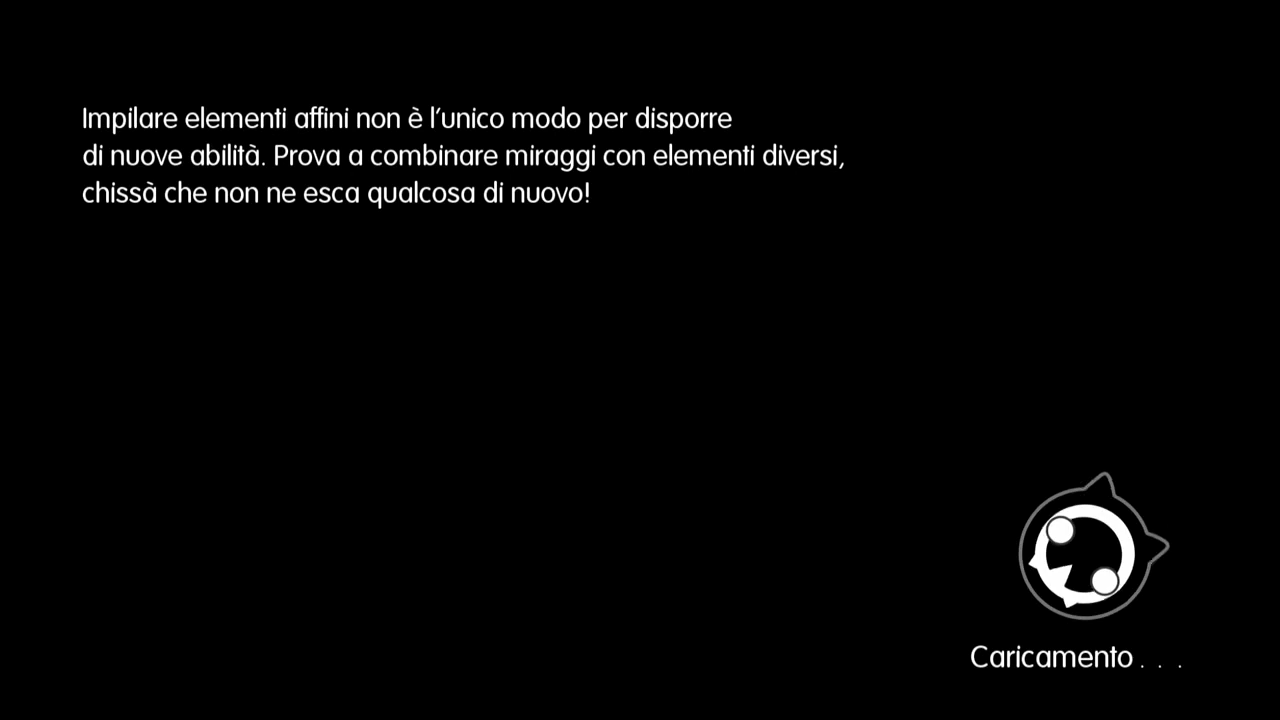 Impilare elementi affini non è l'unico modo per disporre
di nuove abilità. Prova a combinare miraggi con elementi diversi,
chissà che non ne esca qualcosa di nuovo!
Caricamento . . .